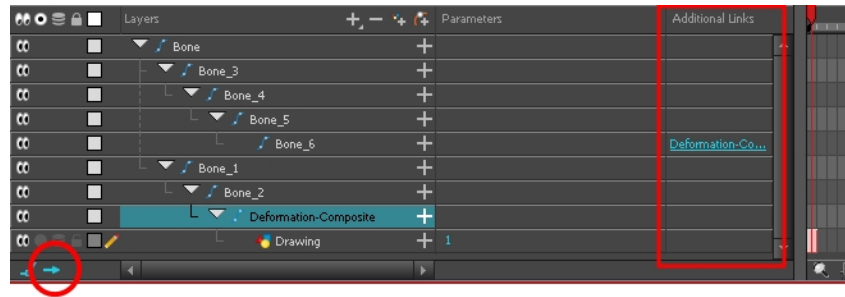 Layers Parameters Additional Links
Bone
Bone_3
Bone_4
Bone_5
Bone_6 Deformation-Co...
Bone_1
Bone_2
Deformation-Composite
Drawing 1